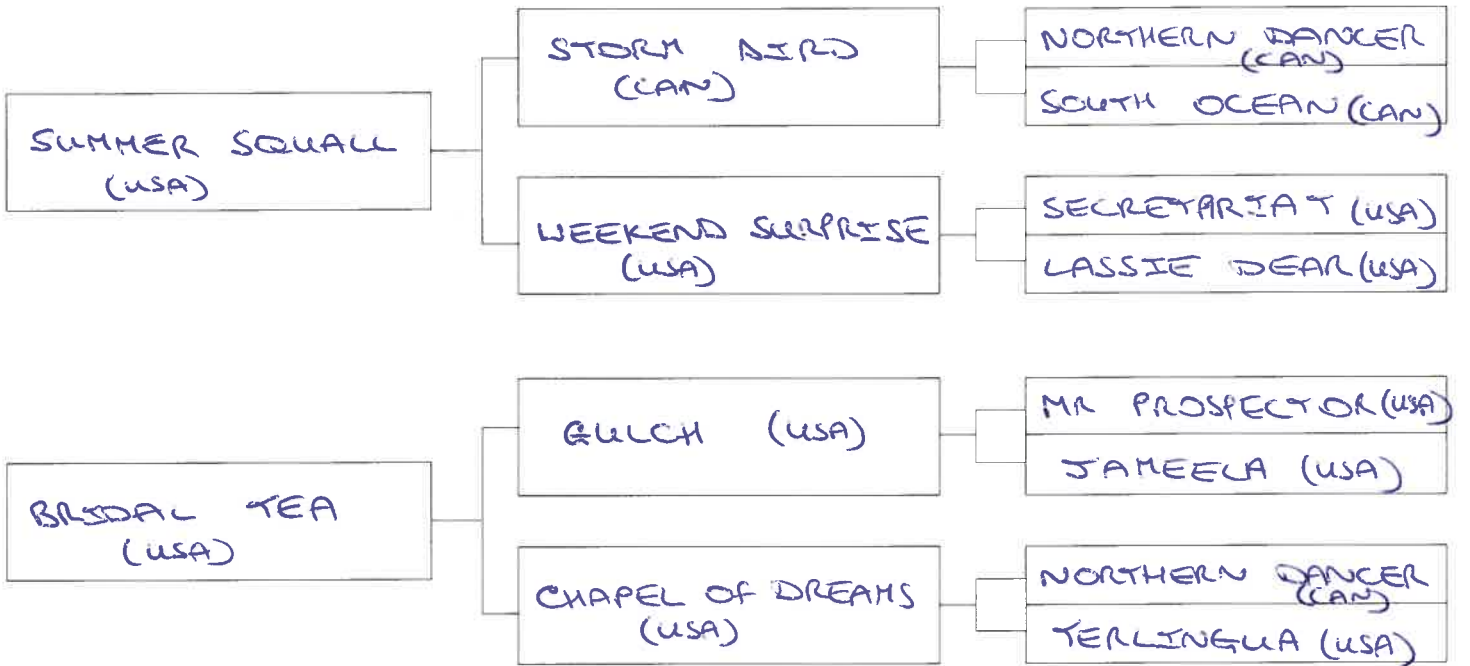 SUMMER SQUALL
(USA)
STORM BIRD
(CAN)
WEEKEND SURPRISE
(USA)
NORTHERN DANCER
(CAN)
SOUTH OCEAN (CAN)
SECRETARIAT (USA)
LASSIE DEAR (USA)
BRIDAL TEA
(USA)
GULCH (USA)
CHAPEL OF DREAMS
(USA)
MR PROSPECTOR (USA)
JAMEELA (USA)
NORTHERN DANCER
(CAN)
TERLINGUA (USA)